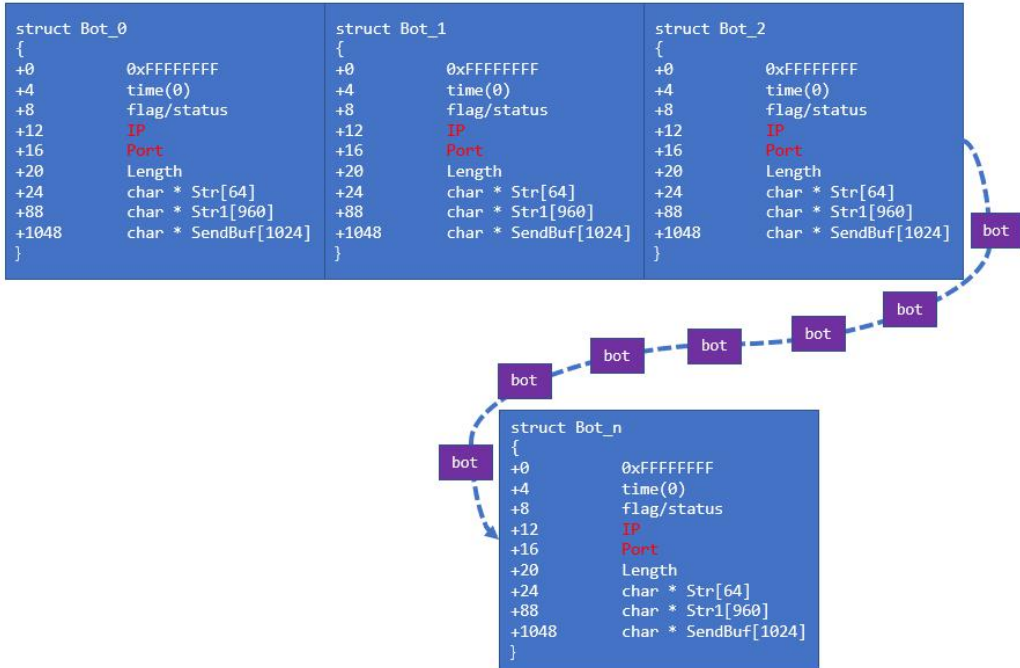 struct Bot_0
{
+0 0xFFFFFFFF
+4 time(0)
+8 flag/status
+12 IP
+16 Port
+20 Length
+24 char * Str[64]
+88 char * Str1[960]
+1048 char * SendBuf[1024]
}
struct Bot_1
{
+0 0xFFFFFFFF
+4 time(0)
+8 flag/status
+12 IP
+16 Port
+20 Length
+24 char * Str[64]
+88 char * Str1[960]
+1048 char * SendBuf[1024]
}
struct Bot_2
{
+0 0xFFFFFFFF
+4 time(0)
+8 flag/status
+12 IP
+16 Port
+20 Length
+24 char * Str[64]
+88 char * Str1[960]
+1048 char * SendBuf[1024]
}
bot
bot
bot
bot
bot
bot
bot
struct Bot_n
{
+0 0xFFFFFFFF
+4 time(0)
+8 flag/status
+12 IP
+16 Port
+20 Length
+24 char * Str[64]
+88 char * Str1[960]
+1048 char * SendBuf[1024]
}